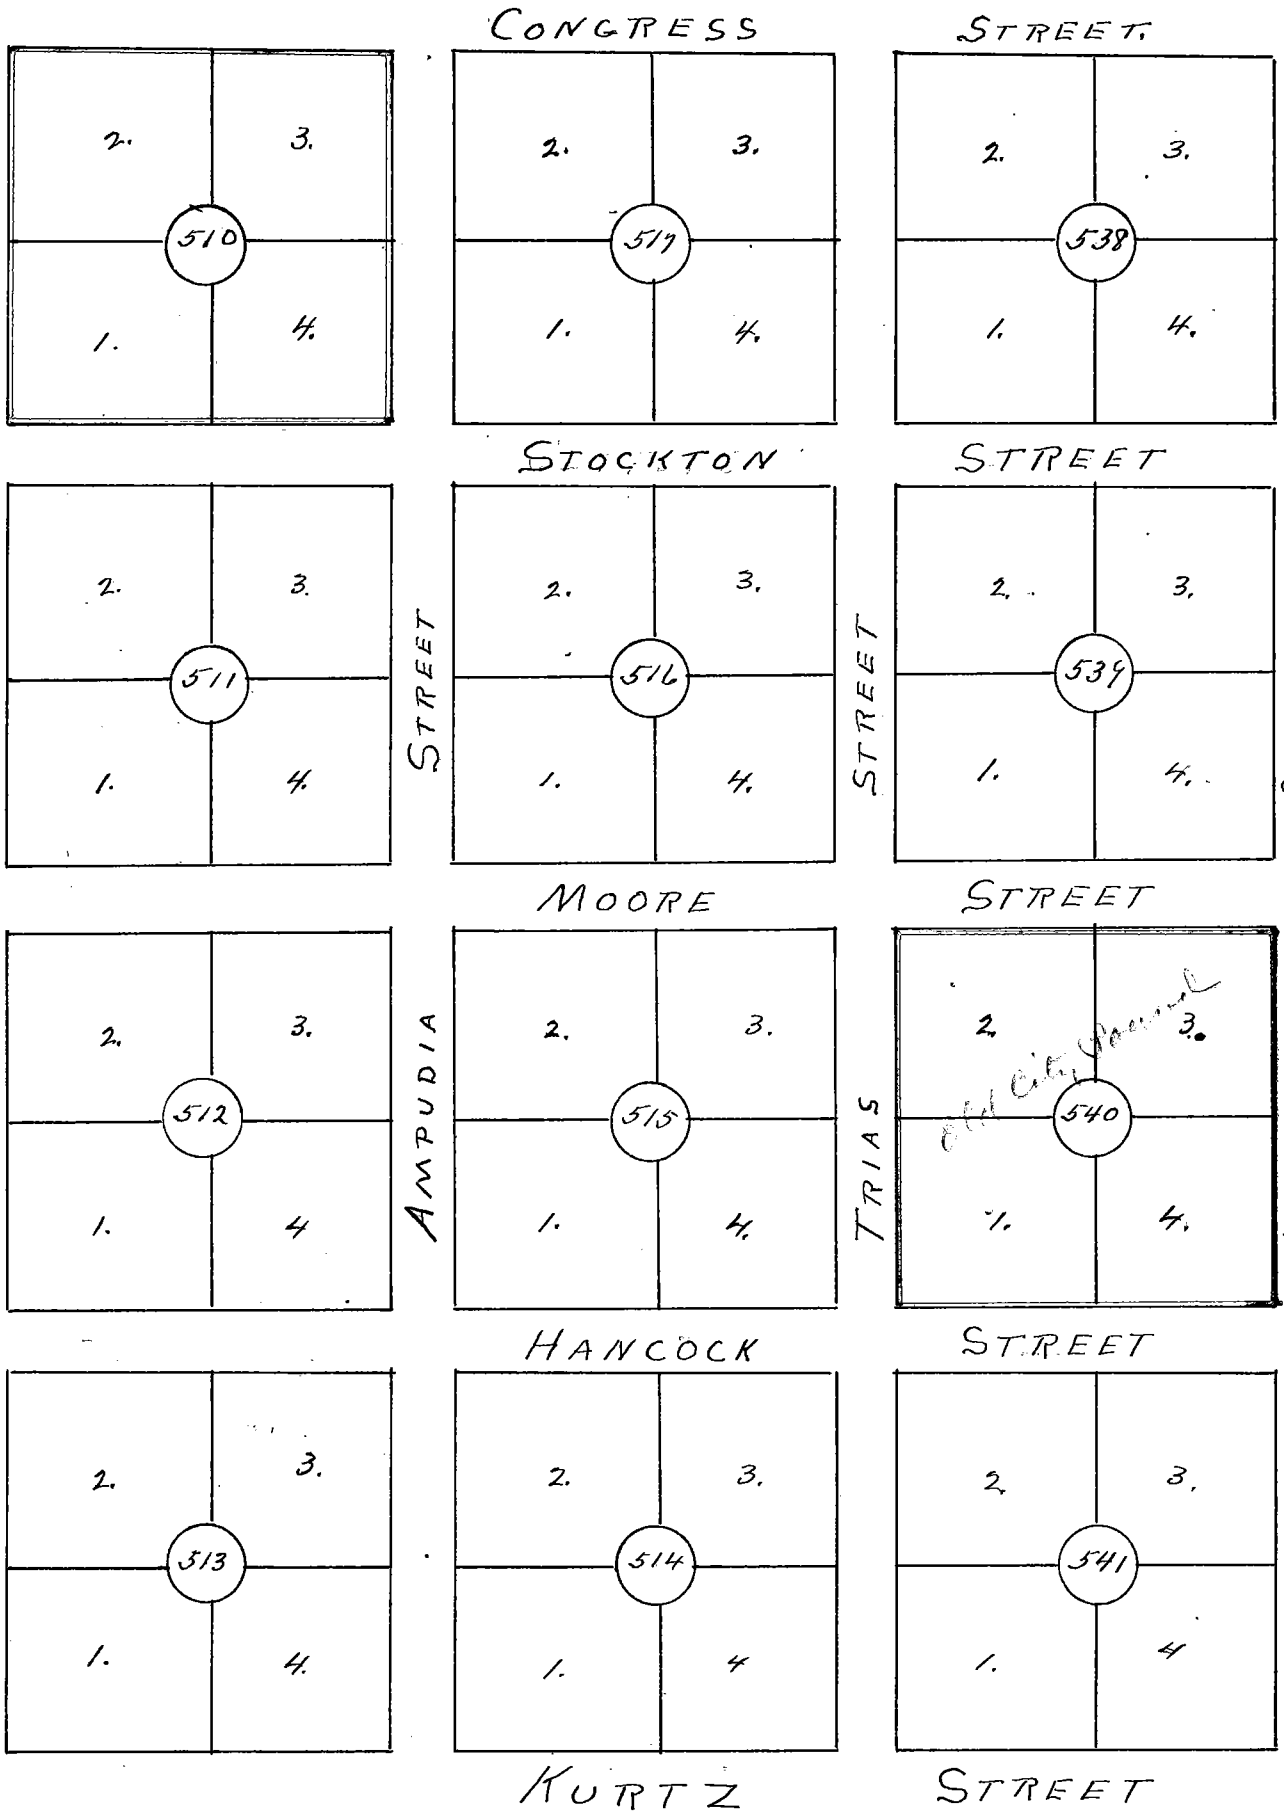 CONGRESS STREET.
2. 3. 2. 3. 2. 3.
510 517 538
1. 4. 1. 4. 1. 4.
STOCKTON STREET
2. 3. 2. 3. 2. 3.
511 516 539
1. 4. 1. 4. 1. 4.
AMPUDIA STREET
TRIAS STREET
MOORE STREET
2. 3. 2. 3. 2. 3.
Old City
512 515 540
1. 4 1. 4. 1. 4.
HANCOCK STREET
2. 3. 2. 3. 2. 3.
513 514 541
1. 4. 1. 4 1. 4
KURTZ STREET